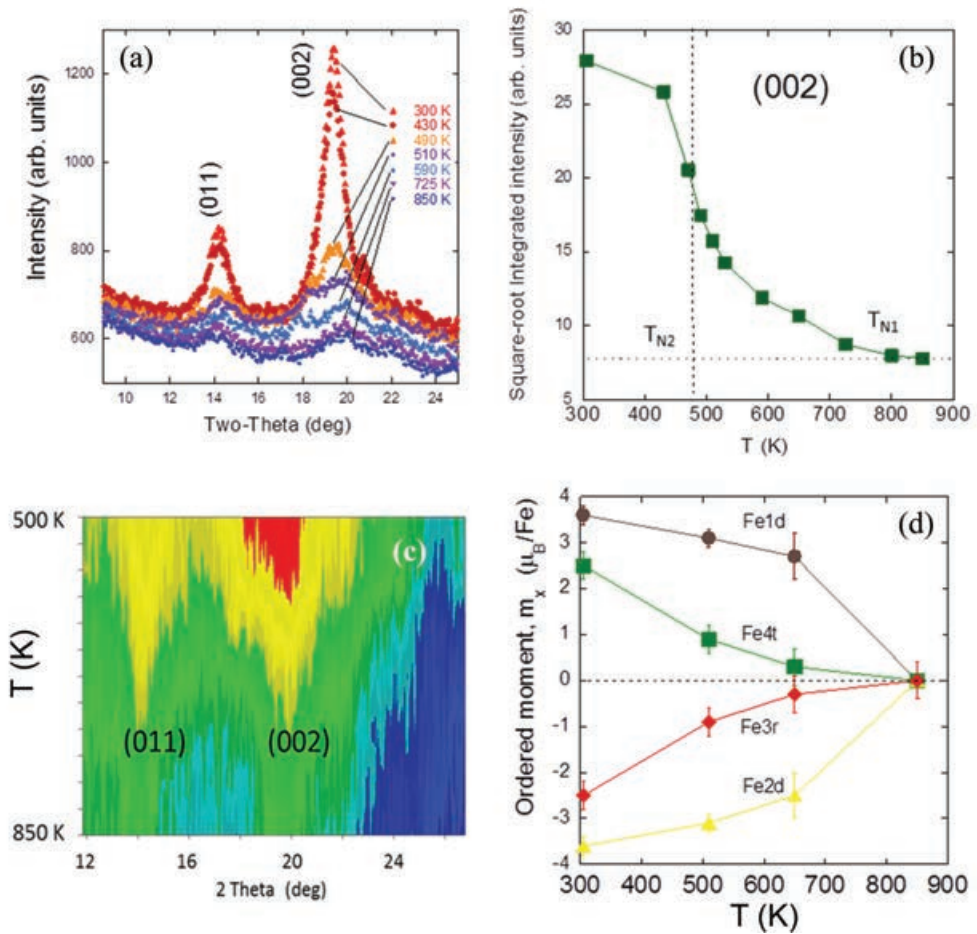 (a)
(011)
(002)
300 K
430 K
490 K
510 K
590 K
725 K
850 K
Intensity (arb. units)
1200
1000
800
600
10 12 14 16 18 20 22 24
Two-Theta (deg)
(b)
(002)
Square-root Integrated intensity (arb. units)
30
25
20
15
10
5
TN2
TN1
300 400 500 600 700 800 900
T (K)
(c)
500 K
T (K)
850 K
(011) (002)
12 16 20 24
2 Theta (deg)
(d)
Ordered moment, mx (μB/Fe)
4
3
2
1
0
-1
-2
-3
-4
Fe1d
Fe4t
Fe3r
Fe2d
300 400 500 600 700 800 900
T (K)